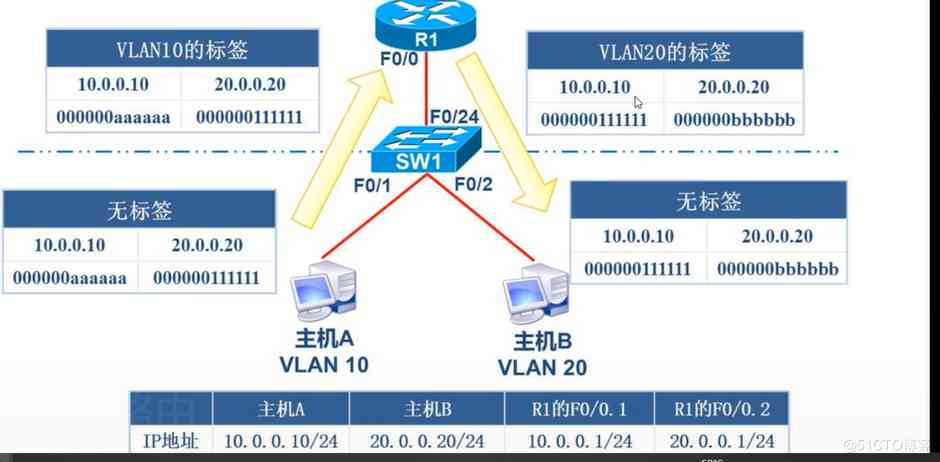 VLAN10的标签
10.0.0.10 20.0.0.20
000000aaaaaa 000000111111
R1
F0/0
VLAN20的标签
10.0.0.10 20.0.0.20
000000111111 000000bbbbbb
F0/24
SW1
F0/1 F0/2
无标签
10.0.0.10 20.0.0.20
000000aaaaaa 000000111111
无标签
10.0.0.10 20.0.0.20
000000111111 000000bbbbbb
主机A
VLAN 10
主机B
VLAN 20
主机A 主机B R1的F0/0.1 R1的F0/0.2
IP地址 10.0.0.10/24 20.0.0.20/24 10.0.0.1/24 20.0.0.1/24
@51CTO博客